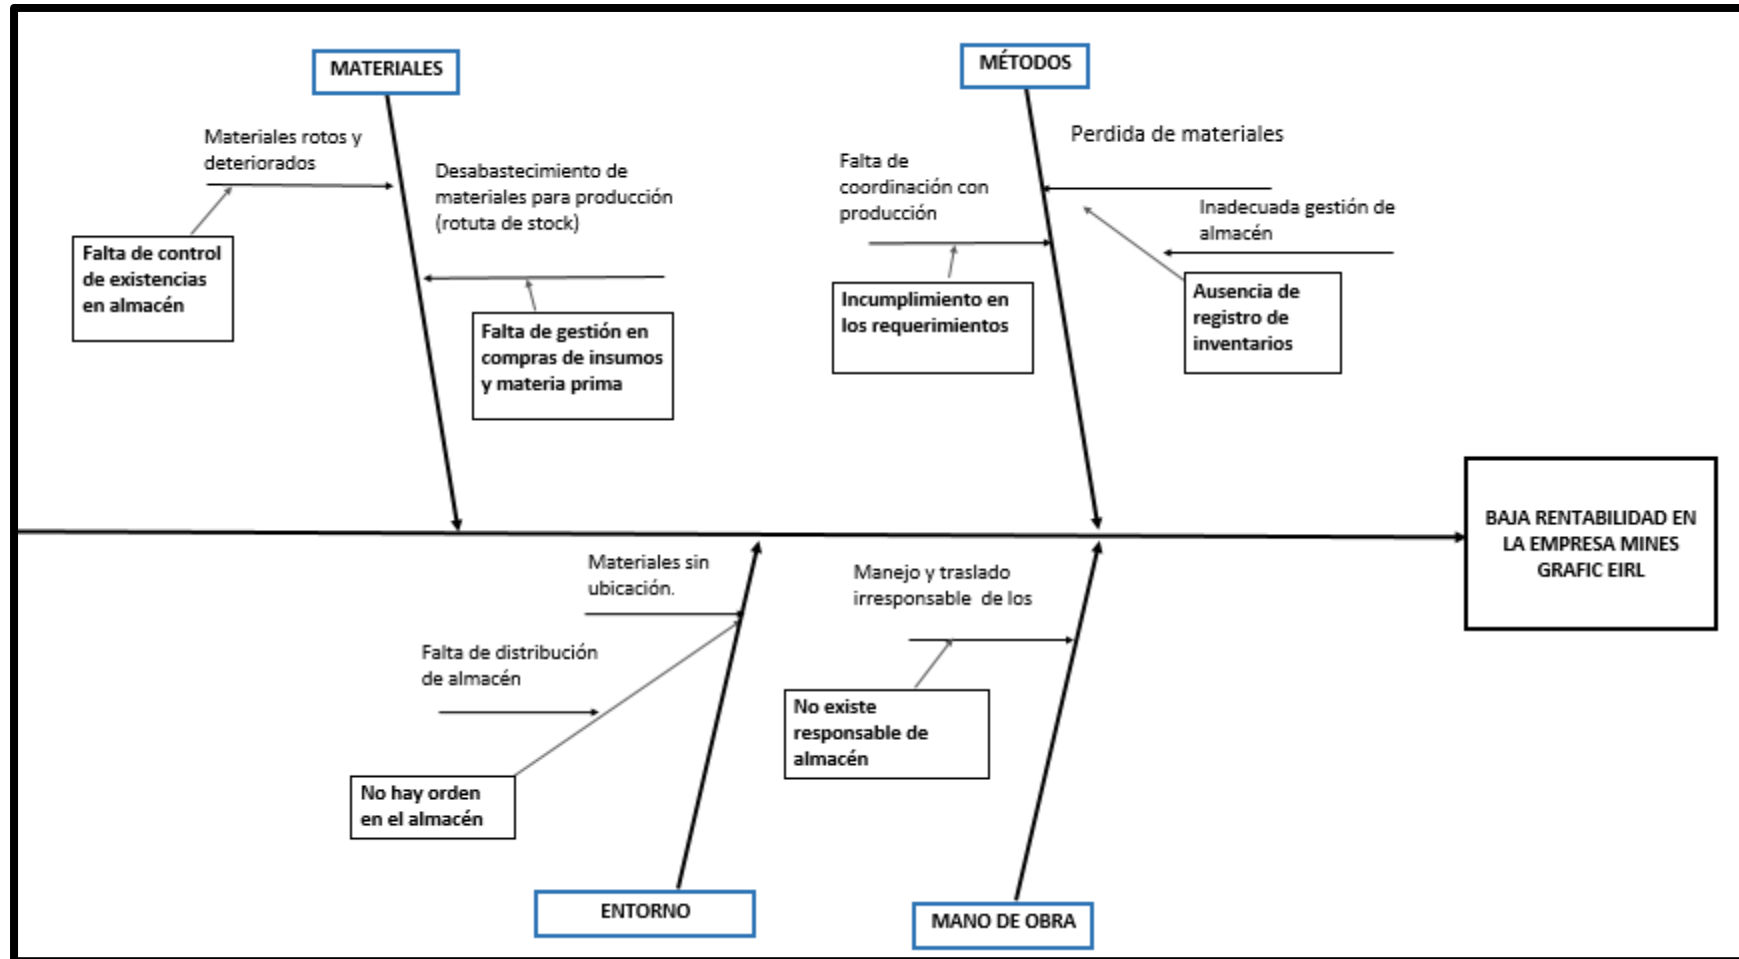 MATERIALES
Materiales rotos y
deteriorados
Desabastecimiento de
materiales para producción
(rotuta de stock)
Falta de control
de existencias
en almacén
Falta de gestión en
compras de insumos
y materia prima
MÉTODOS
Perdida de materiales
Falta de
coordinación con
producción
Inadecuada gestión de
almacén
Incumplimiento en
los requerimientos
Ausencia de
registro de
inventarios
BAJA RENTABILIDAD EN
LA EMPRESA MINES
GRAFIC EIRL
Materiales sin
ubicación.
Falta de distribución
de almacén
No hay orden
en el almacén
ENTORNO
Manejo y traslado
irresponsable de los
No existe
responsable de
almacén
MANO DE OBRA